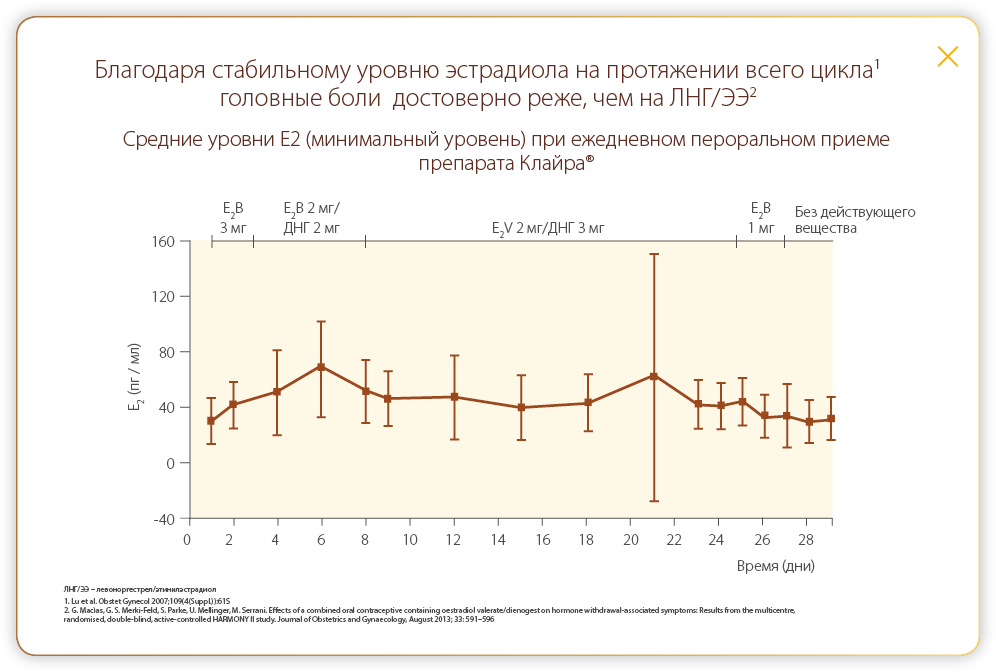 Благодаря стабильному уровню эстрадиола на протяжении всего цикла¹
головные боли достоверно реже, чем на ЛНГ/ЭЭ²
Средние уровни E2 (минимальный уровень) при ежедневном пероральном приеме
препарата Клайра®
E₂В
3 мг
E₂В 2 мг/
ДНГ 2 мг
E₂V 2 мг/ДНГ 3 мг
E₂В
1 мг
Без действующего
вещества
160
120
80
40
0
-40
E₂ (пг / мл)
0 2 4 6 8 10 12 14 16 18 20 22 24 26 28
Время (дни)
ЛНГ/ЭЭ – левоноргестрел/этинилэстрадиол
1. Lu et al. Obstet Gynecol 2007;109(4(Suppl.)):61S
2. G. Macias, G. S. Merki-Feld, S. Parke, U. Mellinger, M. Serrani. Effects of a combined oral contraceptive containing oestradiol valerate/dienogest on hormone withdrawal-associated symptoms: Results from the multicentre,
randomised, double-blind, active-controlled HARMONY II study. Journal of Obstetrics and Gynaecology, August 2013; 33: 591–596